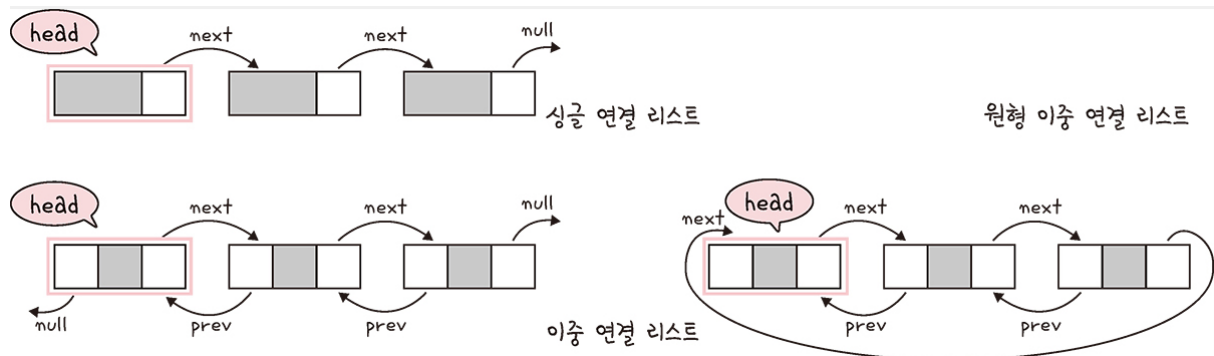 head
next
next
null
싱글 연결 리스트
원형 이중 연결 리스트
head
next
next
null
null
prev
prev
이중 연결 리스트
head
next
next
next
prev
prev